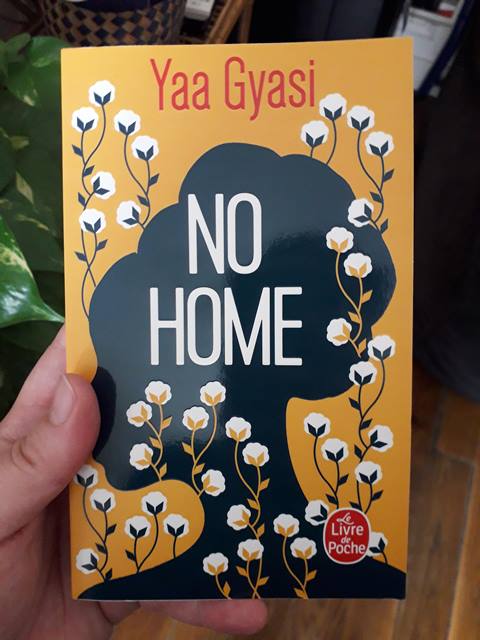 Yaa Gyasi
NO
HOME
Le
Livre
de
Poche